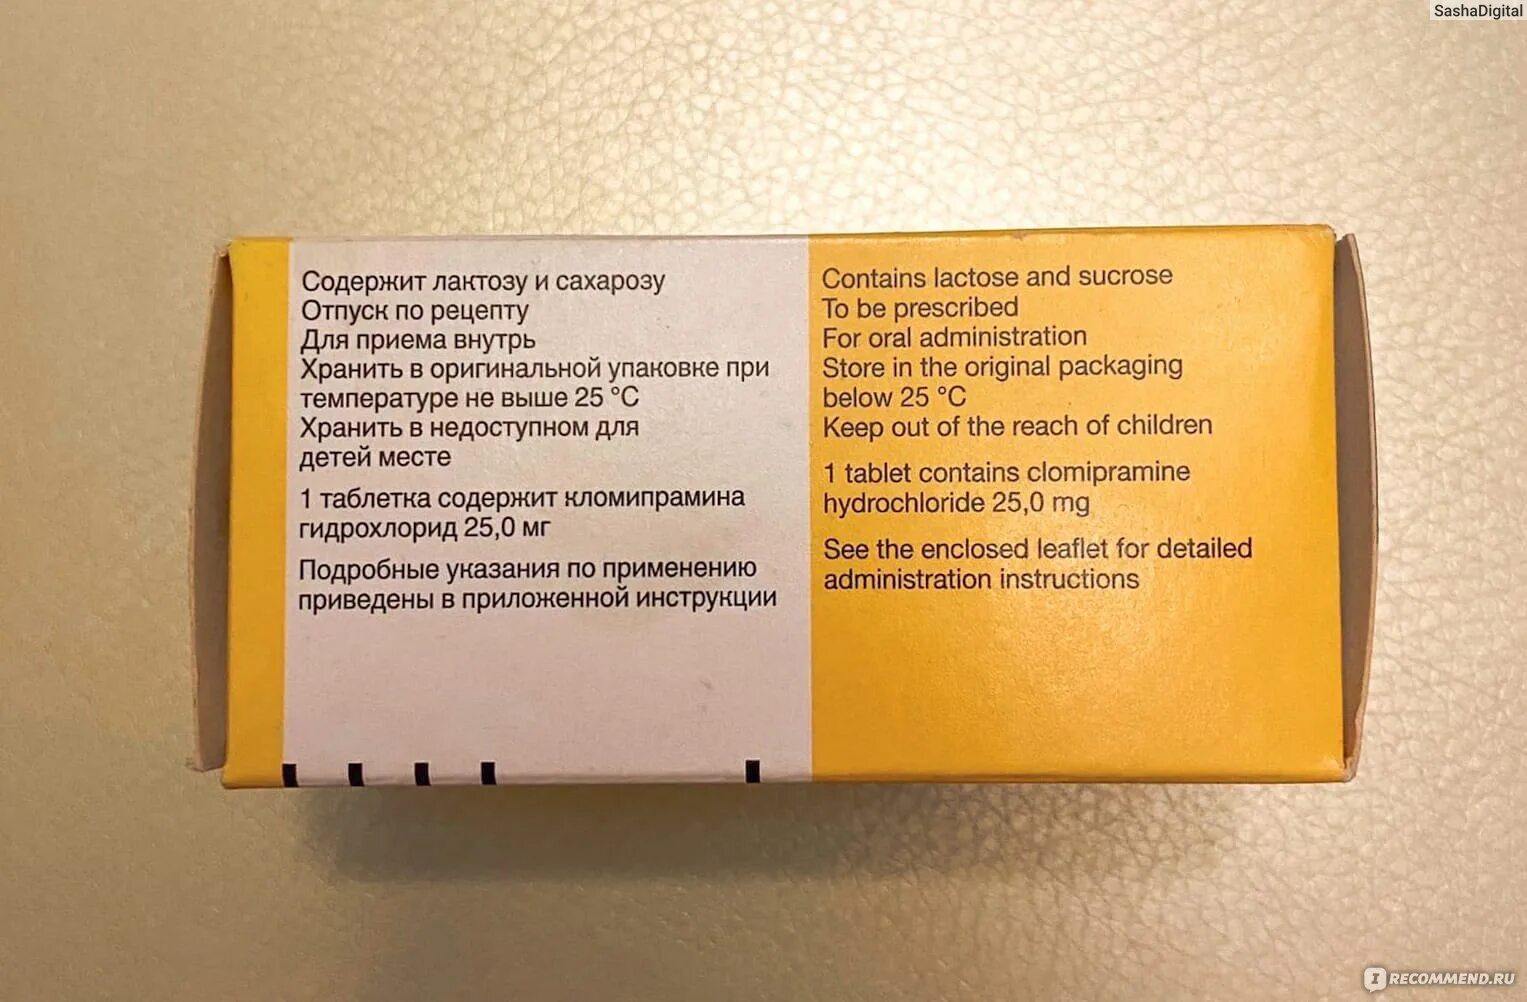 SashaDigital
Содержит лактозу и сахарозу
Отпуск по рецепту
Для приема внутрь
Хранить в оригинальной упаковке при
температуре не выше 25 °C
Хранить в недоступном для
детей месте
1 таблетка содержит кломипрамина
гидрохлорид 25,0 мг
Подробные указания по применению
приведены в приложенной инструкции
Contains lactose and sucrose
To be prescribed
For oral administration
Store in the original packaging
below 25 °C
Keep out of the reach of children
1 tablet contains clomipramine
hydrochloride 25,0 mg
See the enclosed leaflet for detailed
administration instructions
IRECOMMEND.RU